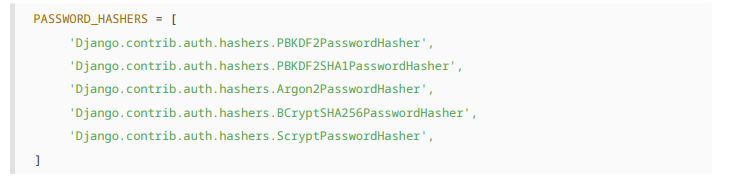 PASSWORD_HASHERS = [
'Django.contrib.auth.hashers.PBKDF2PasswordHasher',
'Django.contrib.auth.hashers.PBKDF2SHA1PasswordHasher',
'Django.contrib.auth.hashers.Argon2PasswordHasher',
'Django.contrib.auth.hashers.BCryptSHA256PasswordHasher',
'Django.contrib.auth.hashers.ScryptPasswordHasher',
]